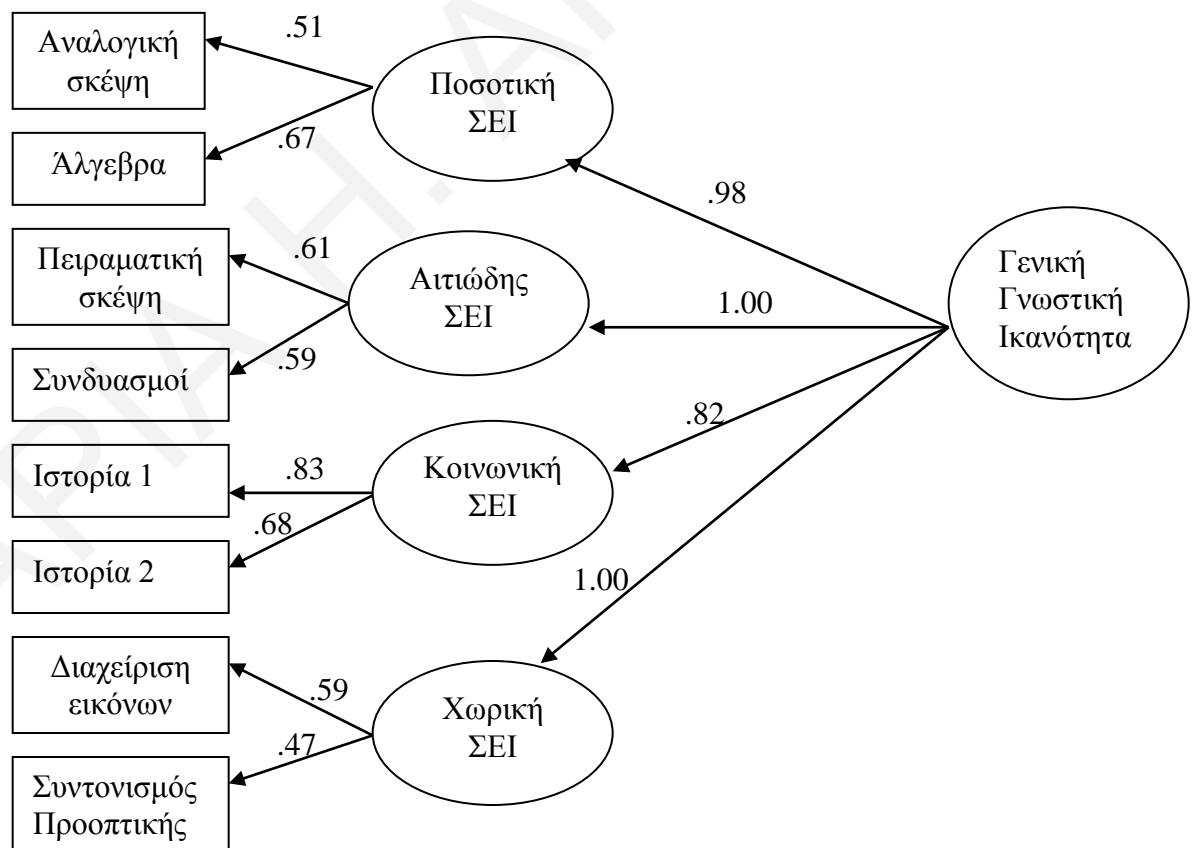 Αναλογική
σκέψη
.51
Ποσοτική
ΣΕΙ
Άλγεβρα
.67
.98
Πειραματική
σκέψη
.61
Αιτιώδης
ΣΕΙ
1.00
Γενική
Γνωστική
Ικανότητα
Συνδυασμοί
.59
.82
Ιστορία 1
.83
Κοινωνική
ΣΕΙ
Ιστορία 2
.68
1.00
Διαχείριση
εικόνων
.59
Χωρική
ΣΕΙ
.47
Συντονισμός
Προοπτικής